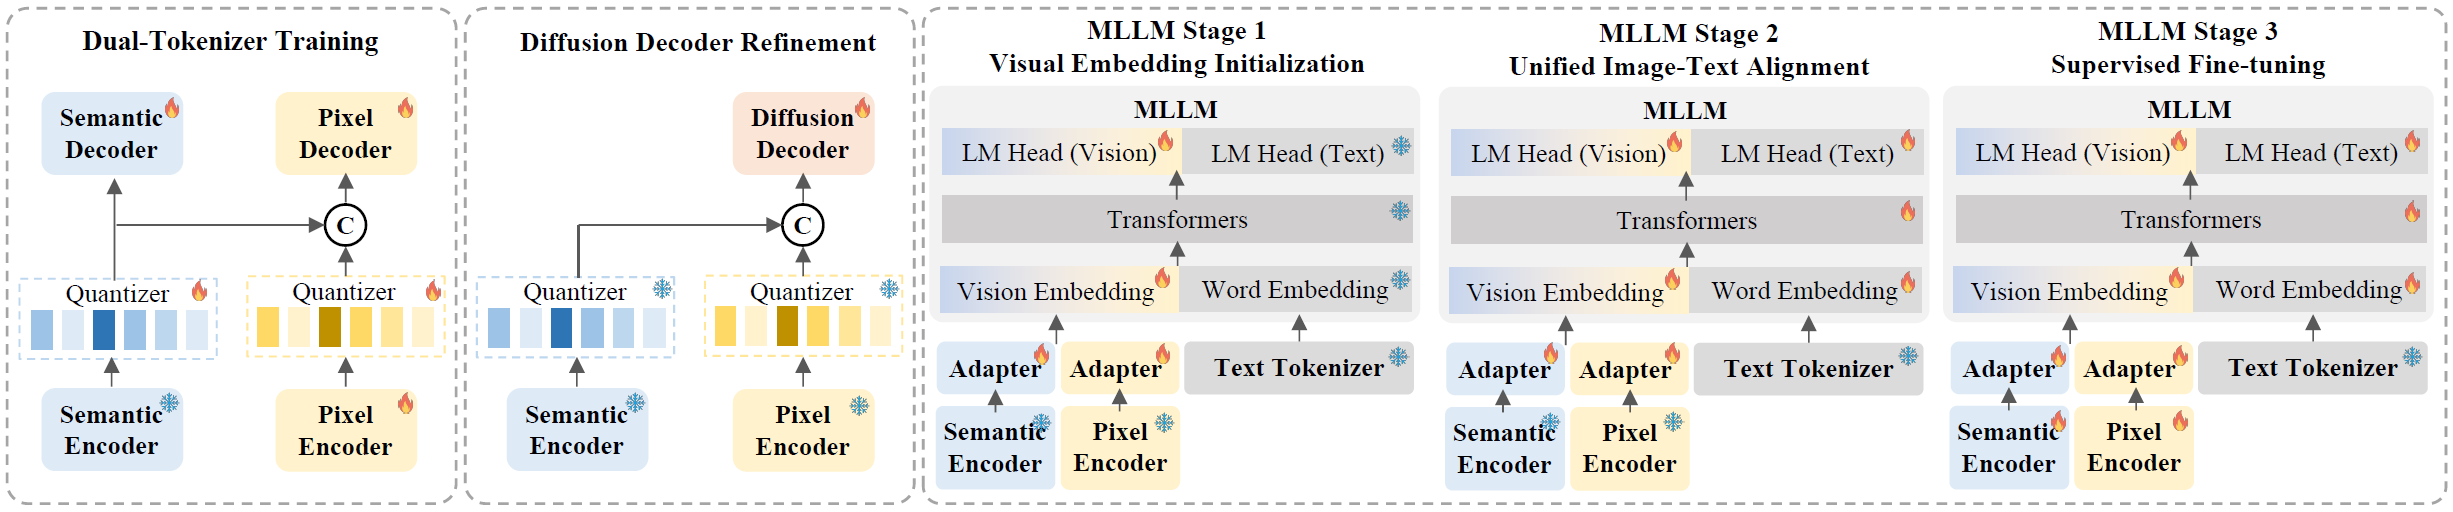 Dual-Tokenizer Training
Semantic
Decoder
Pixel
Decoder
C
Quantizer
Quantizer
Semantic
Encoder
Pixel
Encoder
Diffusion Decoder Refinement
Diffusion
Decoder
C
Quantizer
Quantizer
Semantic
Encoder
Pixel
Encoder
MLLM Stage 1
Visual Embedding Initialization
MLLM
LM Head (Vision)
LM Head (Text)
Transformers
Vision Embedding
Word Embedding
Adapter
Adapter
Text Tokenizer
Semantic
Encoder
Pixel
Encoder
MLLM Stage 2
Unified Image-Text Alignment
MLLM
LM Head (Vision)
LM Head (Text)
Transformers
Vision Embedding
Word Embedding
Adapter
Adapter
Text Tokenizer
Semantic
Encoder
Pixel
Encoder
MLLM Stage 3
Supervised Fine-tuning
MLLM
LM Head (Vision)
LM Head (Text)
Transformers
Vision Embedding
Word Embedding
Adapter
Adapter
Text Tokenizer
Semantic
Encoder
Pixel
Encoder